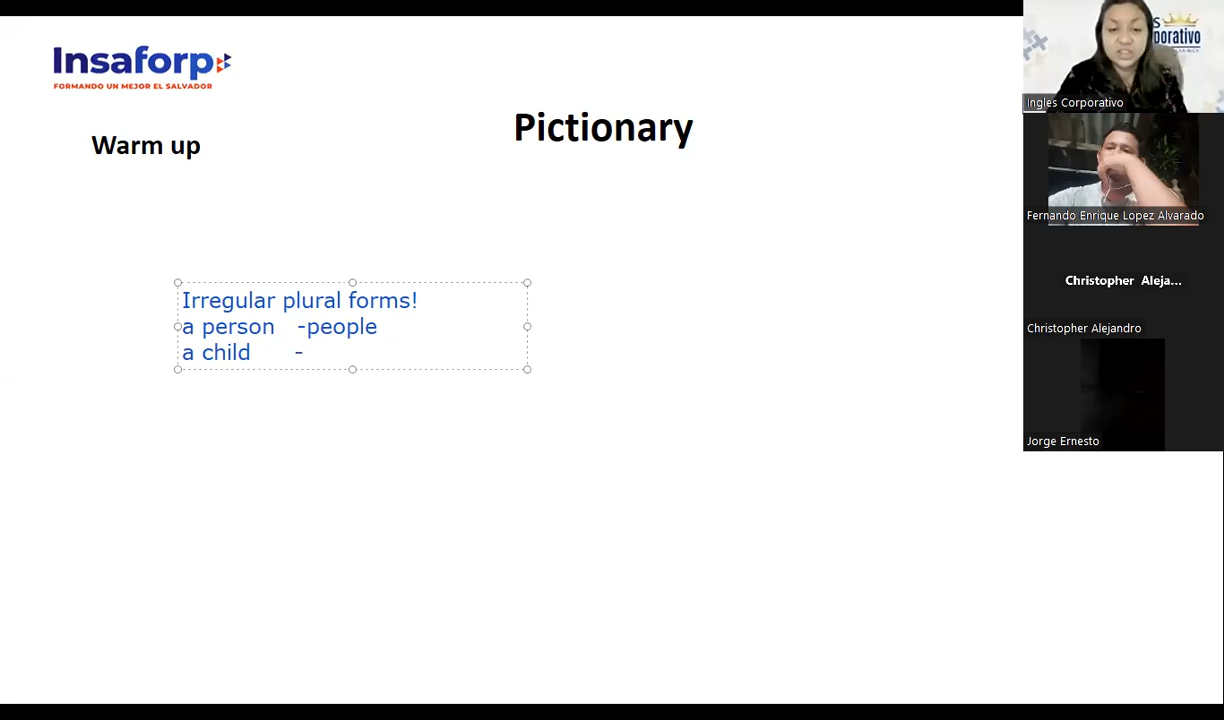 Insaforp
FORMANDO UN MEJOR EL SALVADOR
Warm up
Pictionary
Irregular plural forms!
a person -people
a child -
S
porativo
Ingles Corporativo
Fernando Enrique Lopez Alvarado
Christopher Aleja...
Christopher Alejandro
Jorge Ernesto